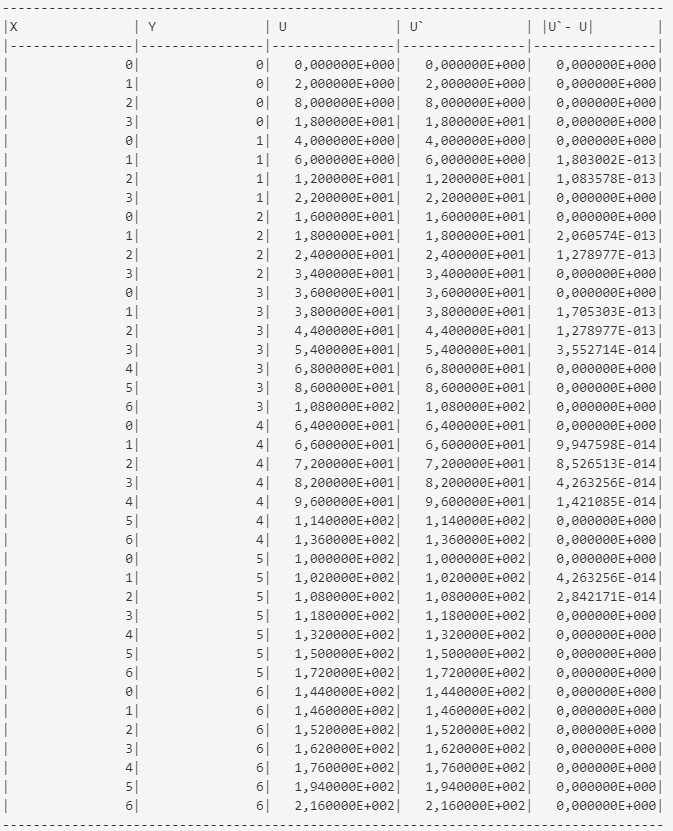 -------------------------------------------------------------------------------------
|X               | Y              | U              | U`             | |U`- U|        |
|----------------|----------------|----------------|----------------|----------------|
|               0|               0|   0,000000E+000|   0,000000E+000|   0,000000E+000|
|               1|               0|   2,000000E+000|   2,000000E+000|   0,000000E+000|
|               2|               0|   8,000000E+000|   8,000000E+000|   0,000000E+000|
|               3|               0|   1,800000E+001|   1,800000E+001|   0,000000E+000|
|               0|               1|   4,000000E+000|   4,000000E+000|   0,000000E+000|
|               1|               1|   6,000000E+000|   6,000000E+000|   1,803002E-013|
|               2|               1|   1,200000E+001|   1,200000E+001|   1,083578E-013|
|               3|               1|   2,200000E+001|   2,200000E+001|   0,000000E+000|
|               0|               2|   1,600000E+001|   1,600000E+001|   0,000000E+000|
|               1|               2|   1,800000E+001|   1,800000E+001|   2,060574E-013|
|               2|               2|   2,400000E+001|   2,400000E+001|   1,278977E-013|
|               3|               2|   3,400000E+001|   3,400000E+001|   0,000000E+000|
|               0|               3|   3,600000E+001|   3,600000E+001|   0,000000E+000|
|               1|               3|   3,800000E+001|   3,800000E+001|   1,705303E-013|
|               2|               3|   4,400000E+001|   4,400000E+001|   1,278977E-013|
|               3|               3|   5,400000E+001|   5,400000E+001|   3,552714E-014|
|               4|               3|   6,800000E+001|   6,800000E+001|   0,000000E+000|
|               5|               3|   8,600000E+001|   8,600000E+001|   0,000000E+000|
|               6|               3|   1,080000E+002|   1,080000E+002|   0,000000E+000|
|               0|               4|   6,400000E+001|   6,400000E+001|   0,000000E+000|
|               1|               4|   6,600000E+001|   6,600000E+001|   9,947598E-014|
|               2|               4|   7,200000E+001|   7,200000E+001|   8,526513E-014|
|               3|               4|   8,200000E+001|   8,200000E+001|   4,263256E-014|
|               4|               4|   9,600000E+001|   9,600000E+001|   1,421085E-014|
|               5|               4|   1,140000E+002|   1,140000E+002|   0,000000E+000|
|               6|               4|   1,360000E+002|   1,360000E+002|   0,000000E+000|
|               0|               5|   1,000000E+002|   1,000000E+002|   0,000000E+000|
|               1|               5|   1,020000E+002|   1,020000E+002|   4,263256E-014|
|               2|               5|   1,080000E+002|   1,080000E+002|   2,842171E-014|
|               3|               5|   1,180000E+002|   1,180000E+002|   0,000000E+000|
|               4|               5|   1,320000E+002|   1,320000E+002|   0,000000E+000|
|               5|               5|   1,500000E+002|   1,500000E+002|   0,000000E+000|
|               6|               5|   1,720000E+002|   1,720000E+002|   0,000000E+000|
|               0|               6|   1,440000E+002|   1,440000E+002|   0,000000E+000|
|               1|               6|   1,460000E+002|   1,460000E+002|   0,000000E+000|
|               2|               6|   1,520000E+002|   1,520000E+002|   0,000000E+000|
|               3|               6|   1,620000E+002|   1,620000E+002|   0,000000E+000|
|               4|               6|   1,760000E+002|   1,760000E+002|   0,000000E+000|
|               5|               6|   1,940000E+002|   1,940000E+002|   0,000000E+000|
|               6|               6|   2,160000E+002|   2,160000E+002|   0,000000E+000|
-------------------------------------------------------------------------------------